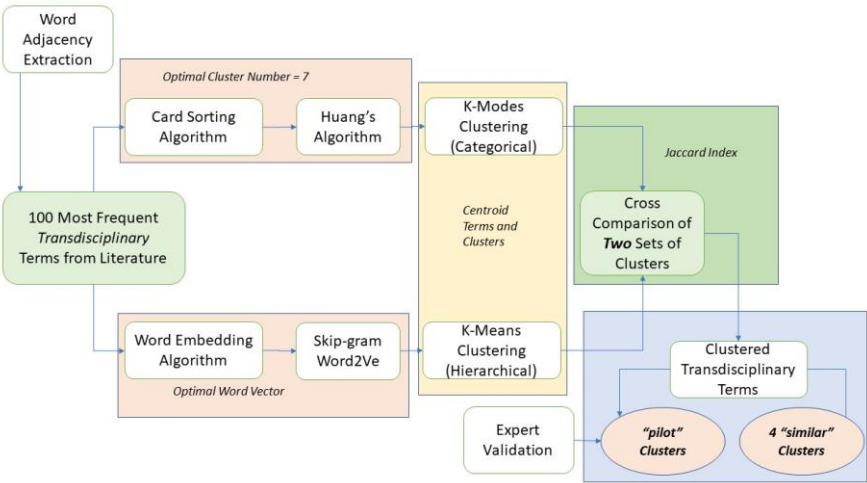 Word
Adjacency
Extraction
Optimal Cluster Number = 7
Card Sorting
Algorithm
Huang's
Algorithm
K-Modes
Clustering
(Categorical)
Jaccard Index
100 Most Frequent
Transdisciplinary
Terms from Literature
Centroid
Terms and
Clusters
Cross
Comparison of
Two Sets of
Clusters
Word Embedding
Algorithm
Skip-gram
Word2Ve
K-Means
Clustering
(Hierarchical)
Optimal Word Vector
Clustered
Transdisciplinary
Terms
Expert
Validation
"pilot"
Clusters
4 "similar"
Clusters